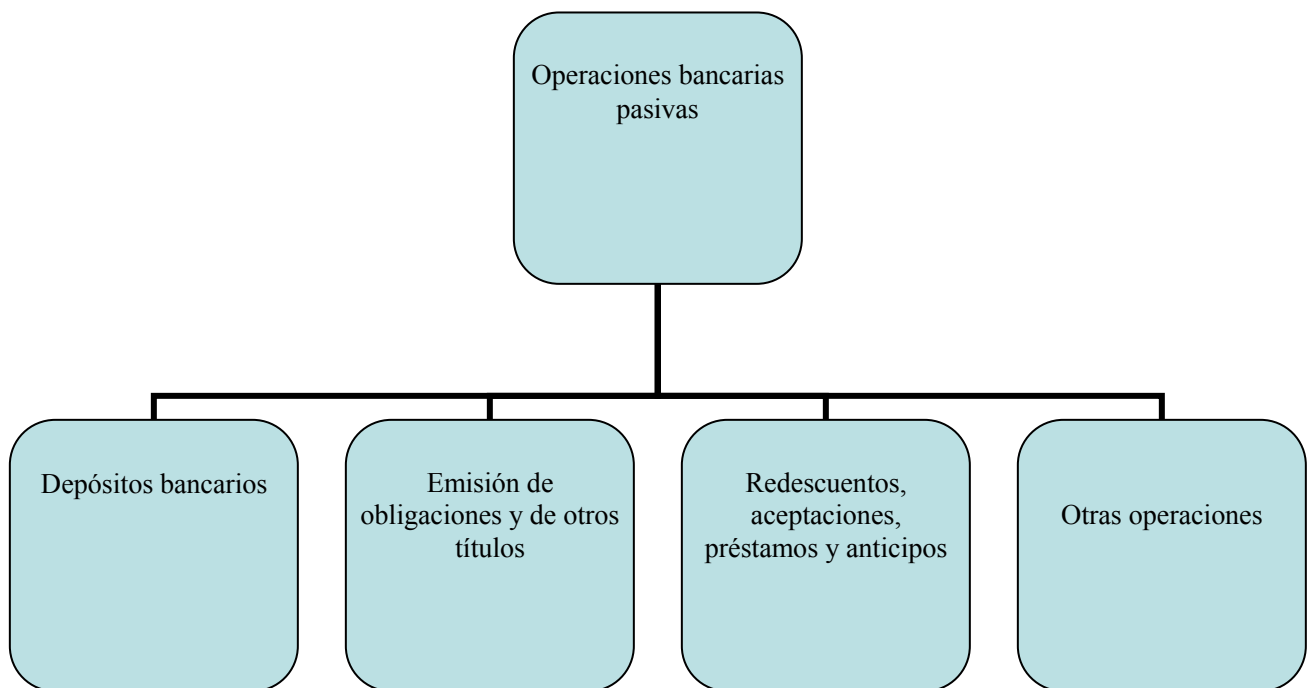 Operaciones bancarias
pasivas
Depósitos bancarios
Emisión de
obligaciones y de otros
títulos
Redescuentos,
aceptaciones,
préstamos y anticipos
Otras operaciones